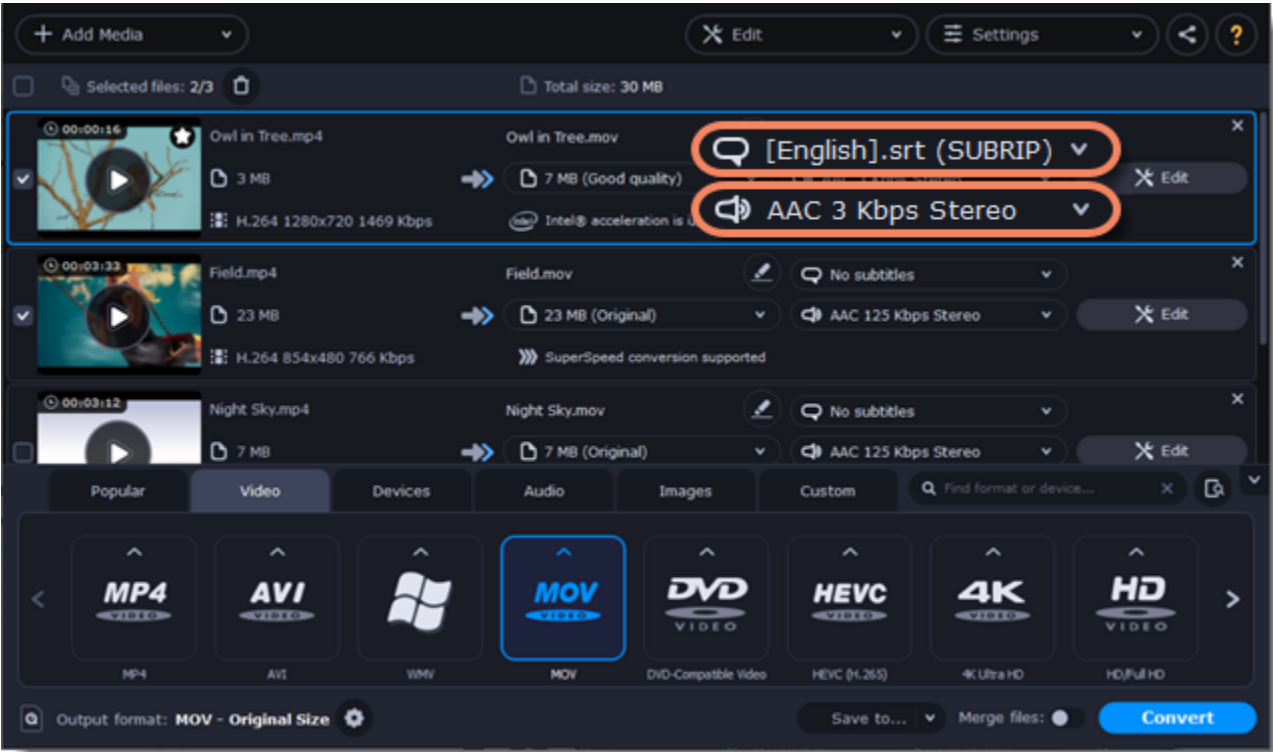 Add Media
Edit
Settings
?
Selected files: 2/3
Total size: 30 MB
00:00:16
Owl in Tree.mp4
3 MB
H.264 1280x720 1469 Kbps
Owl in Tree.mov
7 MB (Good quality)
Intel® acceleration is
[English].srt (SUBRIP)
AAC 3 Kbps Stereo
Edit
00:03:33
Field.mp4
23 MB
H.264 854x480 766 Kbps
Field.mov
23 MB (Original)
SuperSpeed conversion supported
No subtitles
AAC 125 Kbps Stereo
Edit
00:03:12
Night Sky.mp4
7 MB
Night Sky.mov
7 MB (Original)
No subtitles
AAC 125 Kbps Stereo
Edit
Popular
Video
Devices
Audio
Images
Custom
Find format or device...
MP4
VIDEO
MP4
AVI
VIDEO
AVI
WMV
MOV
VIDEO
MOV
DVD
VIDEO
DVD-Compatible Video
HEVC
VIDEO
HEVC (H.265)
4K
VIDEO
4K Ultra HD
HD
VIDEO
HD/Full HD
Output format: MOV - Original Size
Save to...
Merge files:
Convert